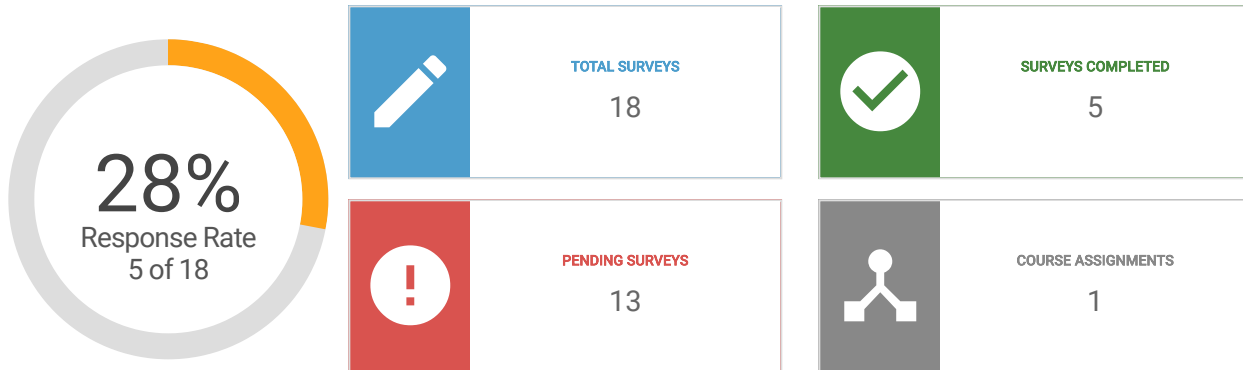 28%
Response Rate
5 of 18
TOTAL SURVEYS
18
SURVEYS COMPLETED
5
PENDING SURVEYS
13
COURSE ASSIGNMENTS
1